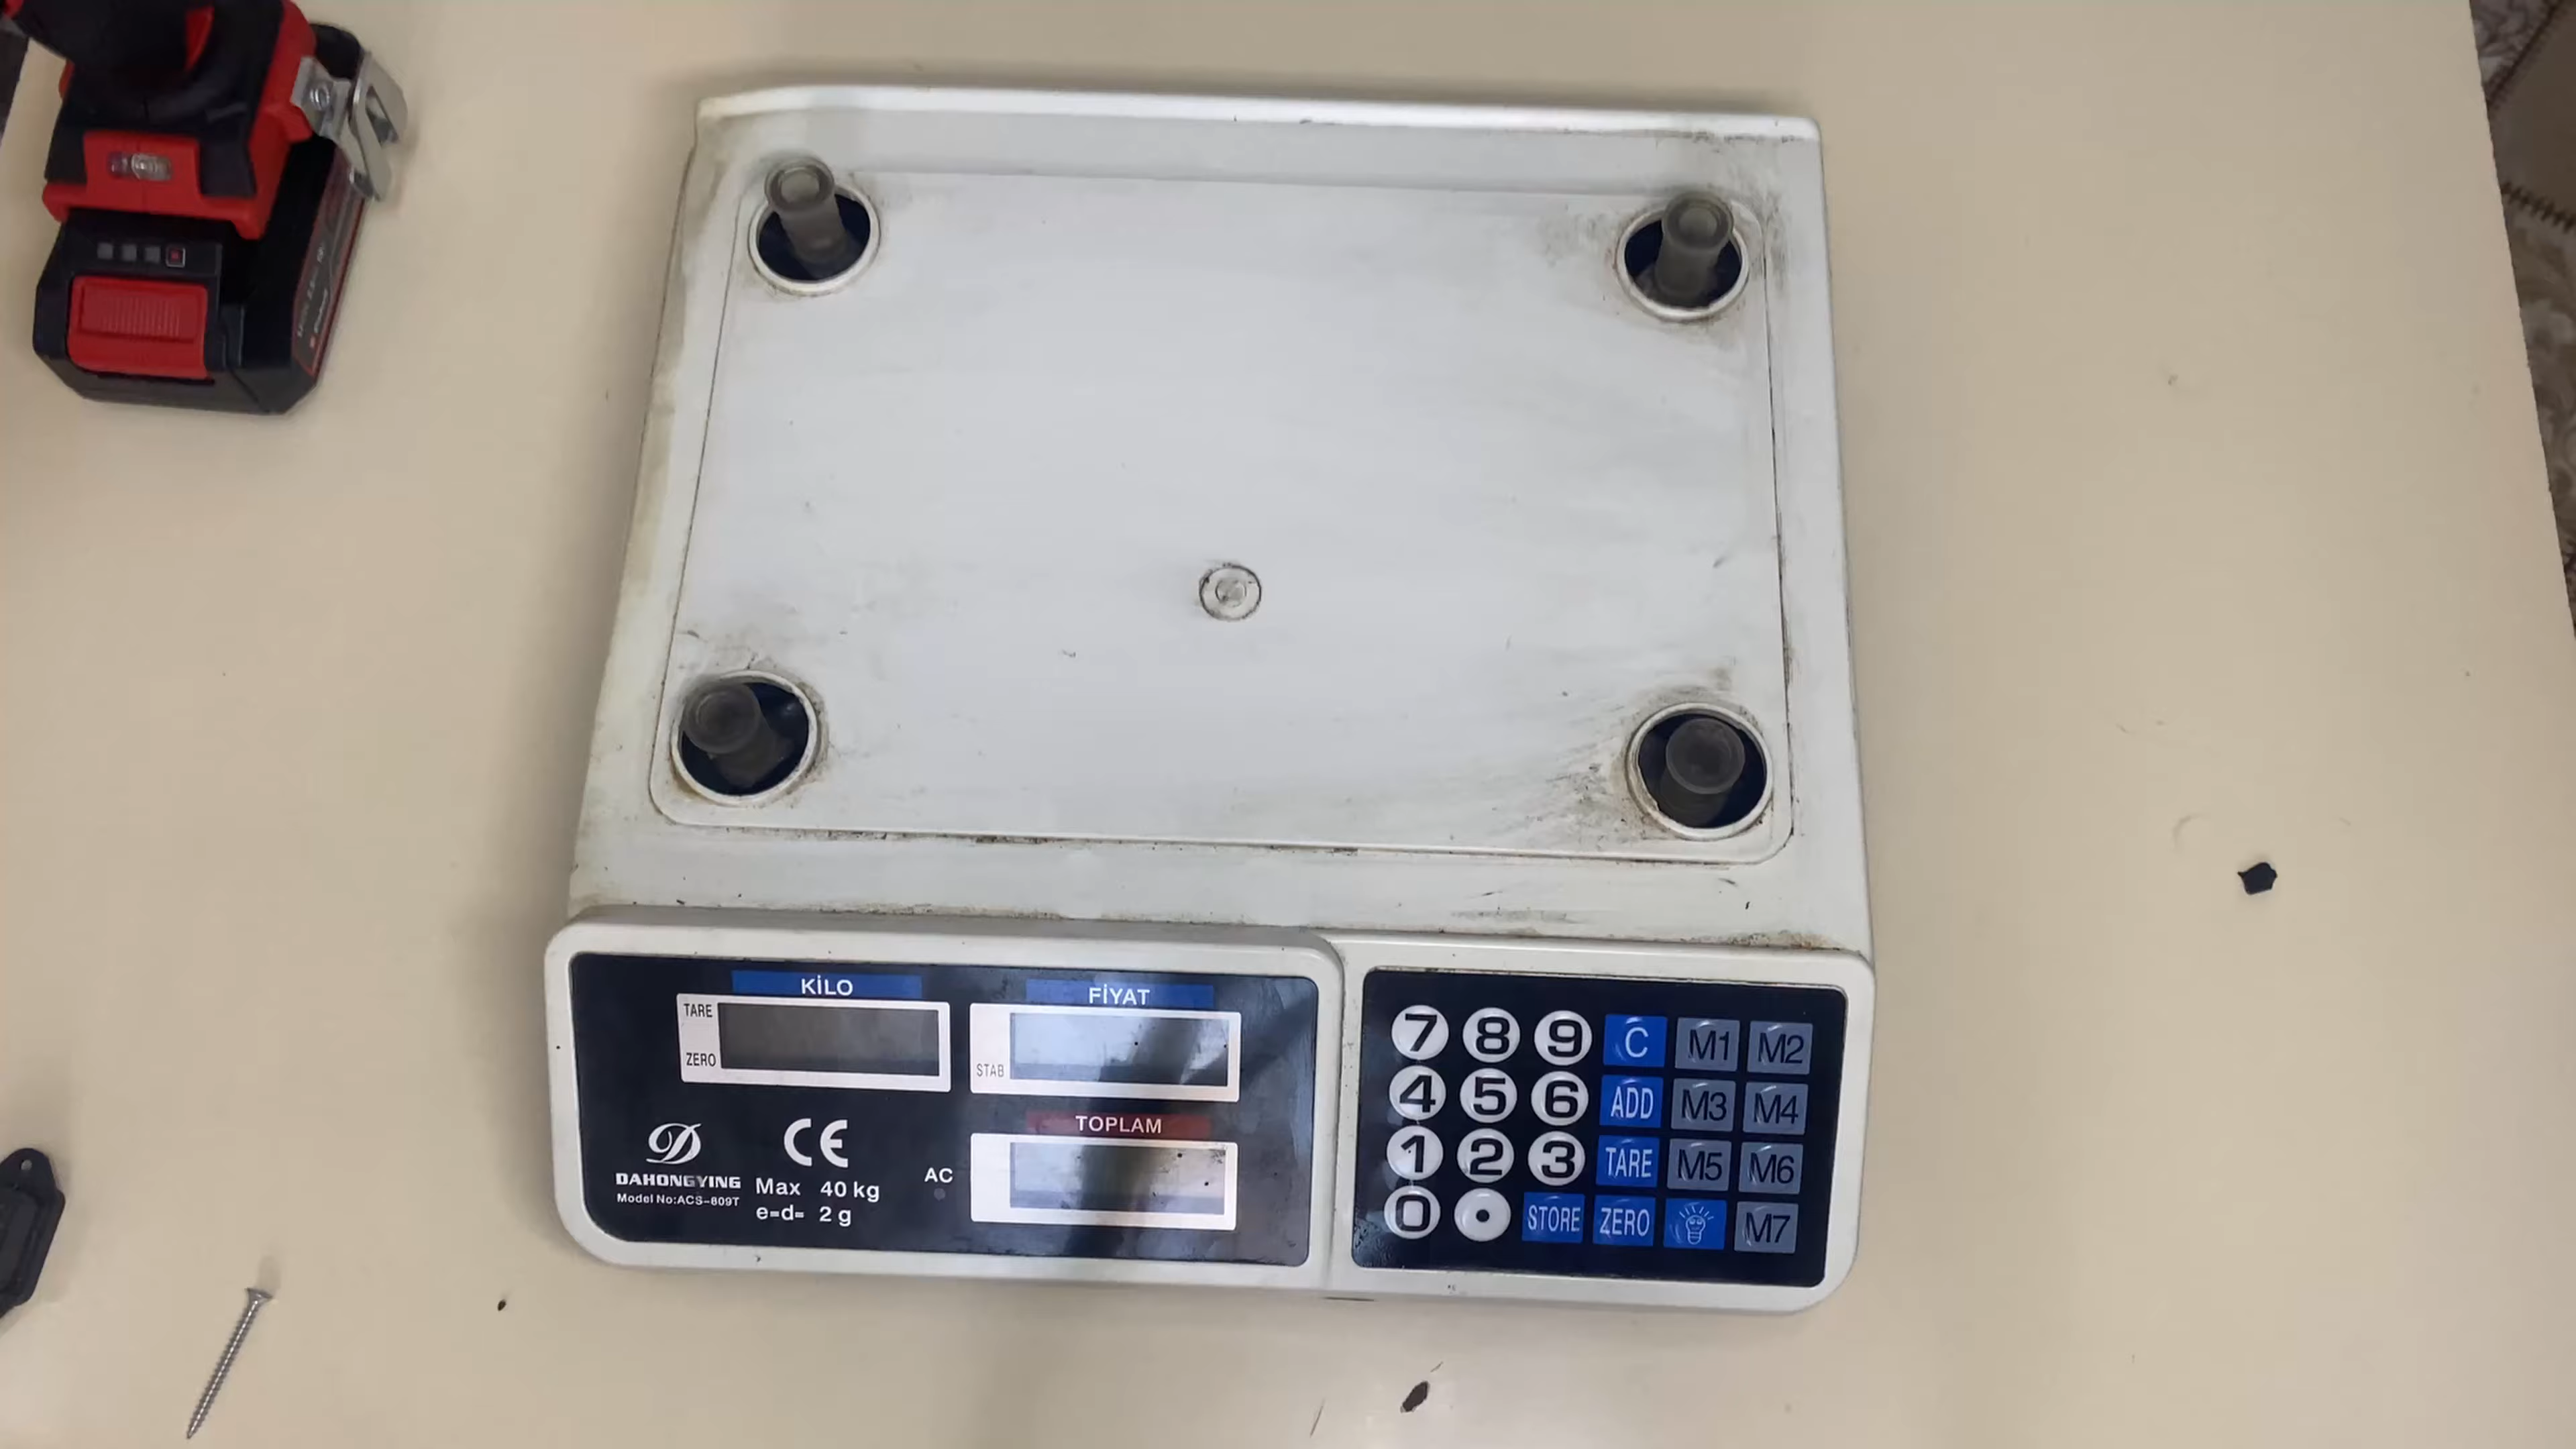 KİLO
TARE
ZERO
FİYAT
STAB
TOPLAM
AC
DAHONGYING
Model No:ACS-809T
CE
Max 40 kg
e=d= 2 g
7 8 9 C M1 M2
4 5 6 ADD M3 M4
1 2 3 TARE M5 M6
0 . STORE ZERO M7